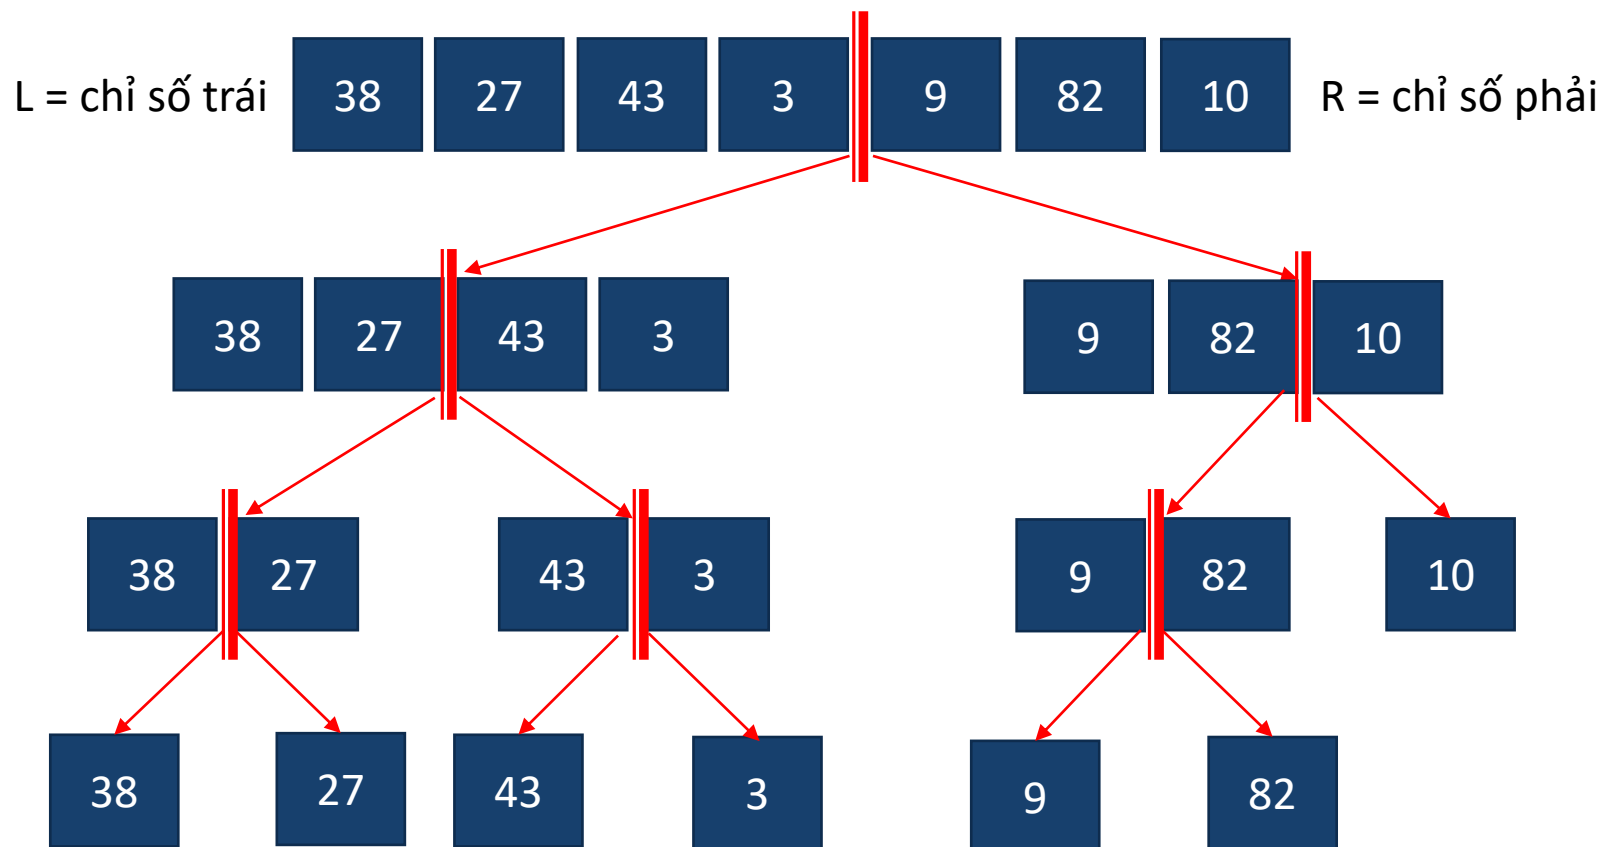 L = chỉ số trái 38 27 43 3 9 82 10 R = chỉ số phải
38 27 43 3 9 82 10
38 27 43 3 9 82 10
38 27 43 3 9 82